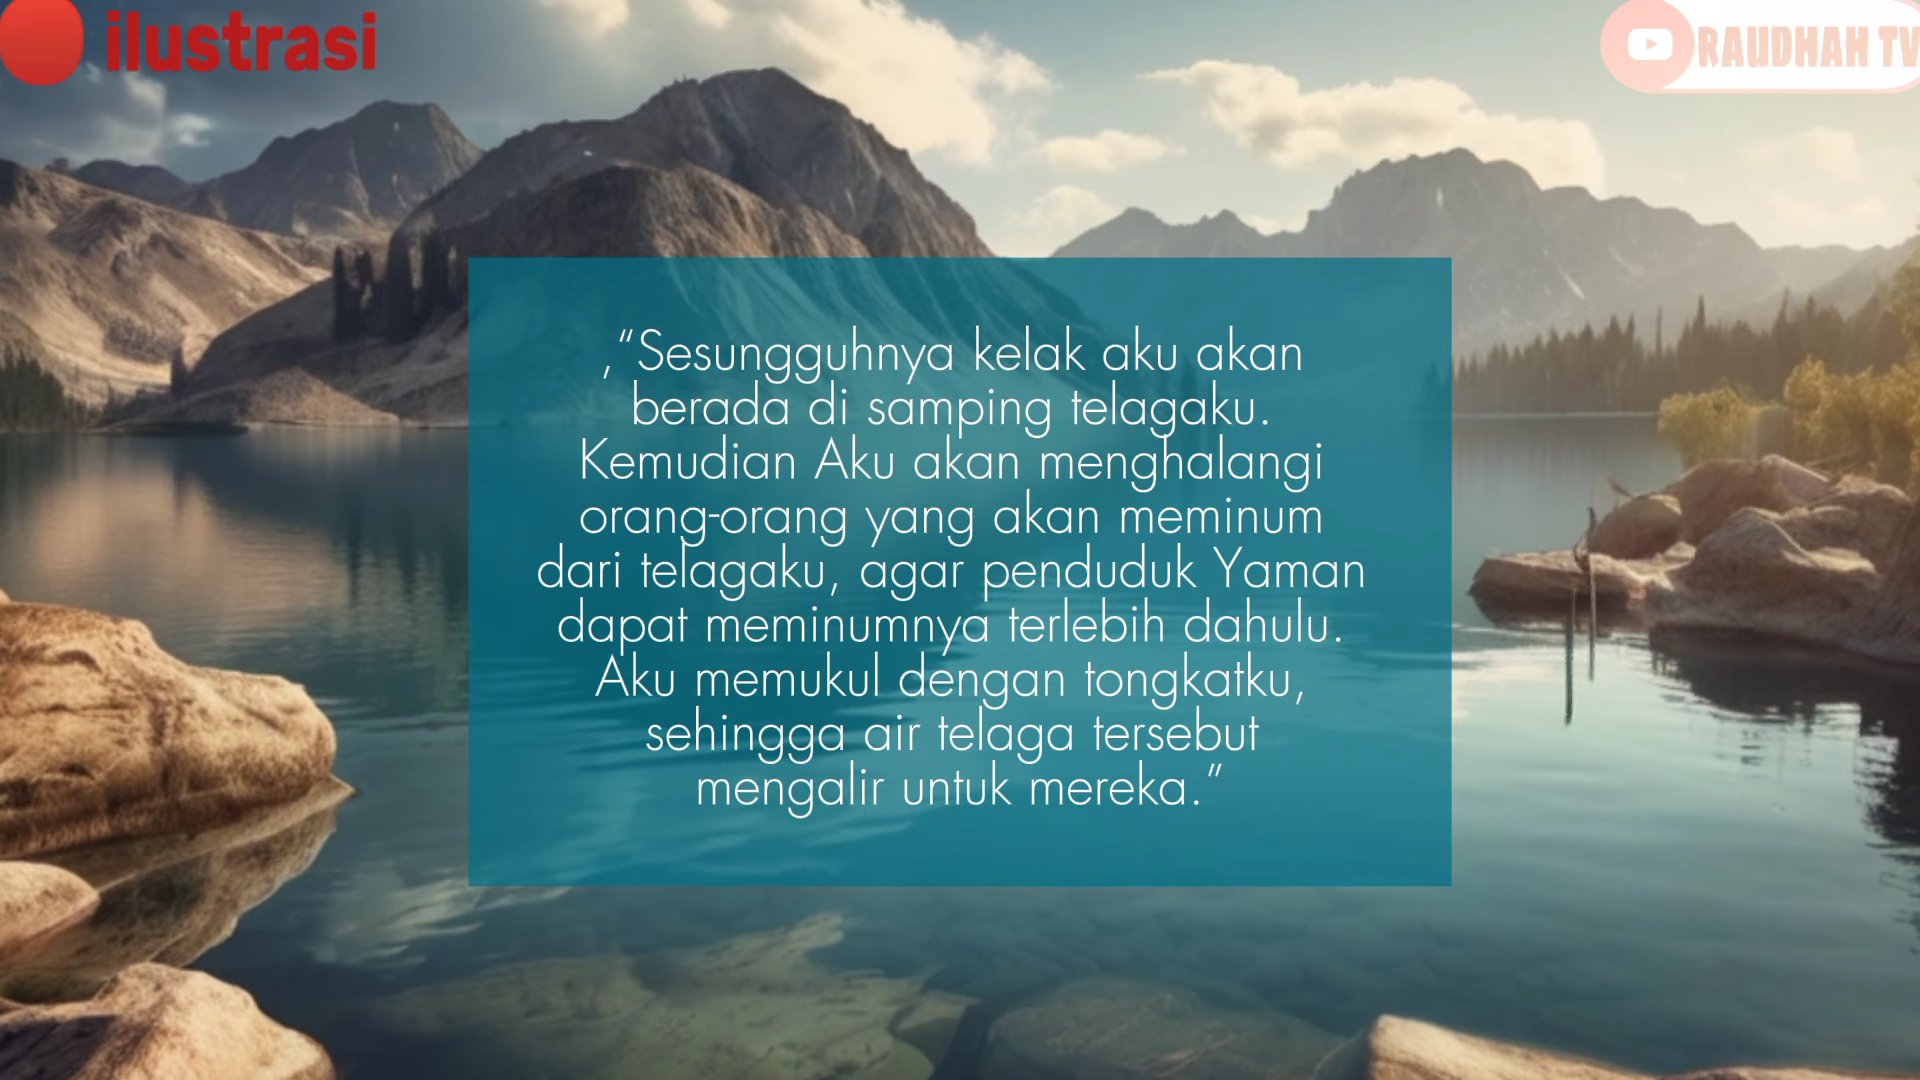 ilustrasi
RAUDHAH TV
,“Sesungguhnya kelak aku akan
berada di samping telagaku.
Kemudian Aku akan menghalangi
orang-orang yang akan meminum
dari telagaku, agar penduduk Yaman
dapat meminumnya terlebih dahulu.
Aku memukul dengan tongkatku,
sehingga air telaga tersebut
mengalir untuk mereka.”